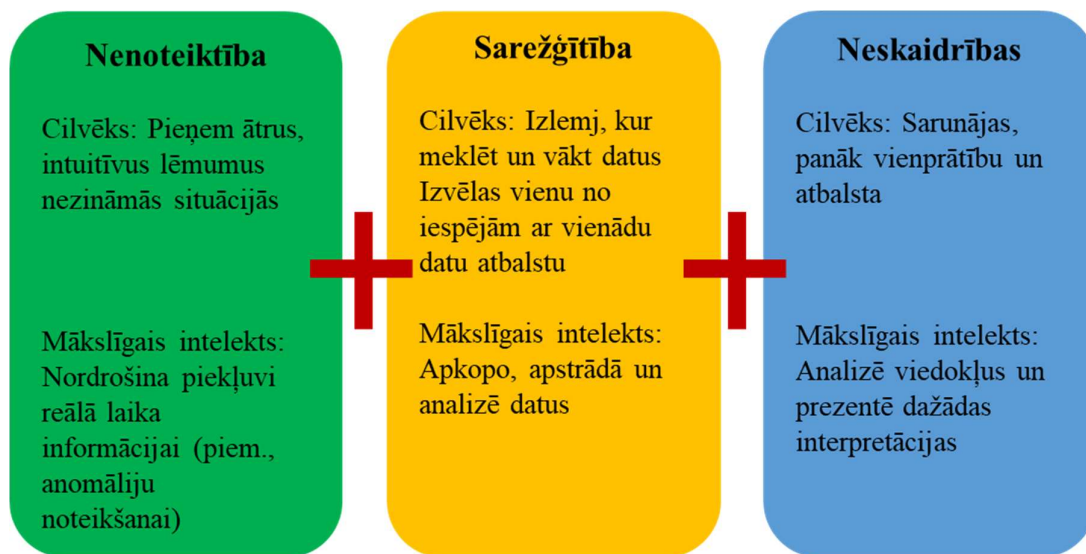 Nenoteiktība
Cilvēks: Pieņem ātrus,
intuitīvus lēmumus
nezināmās situācijās
Mākslīgais intelekts:
Nordrošina piekļuvi
reālā laika
informācijai (piem.,
anomāliju
noteikšanai)
Sarežģītība
Cilvēks: Izlemj, kur
meklēt un vākt datus
Izvēlas vienu no
iespējām ar vienādu
datu atbalstu
Mākslīgais intelekts:
Apkopo, apstrādā un
analizē datus
Neskaidrības
Cilvēks: Sarunājas,
panāk vienprātību un
atbalsta
Mākslīgais intelekts:
Analizē viedokļus un
prezentē dažādas
interpretācijas